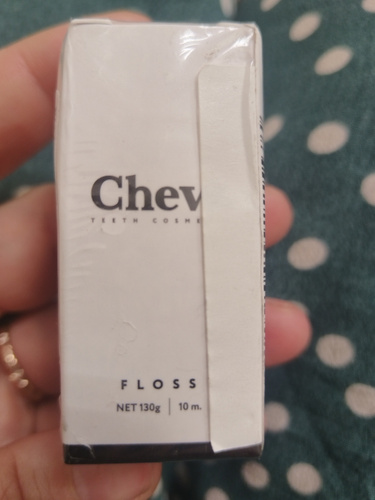 Chev
TEETH COSME
FLOSS
NET 130g | 10 m.